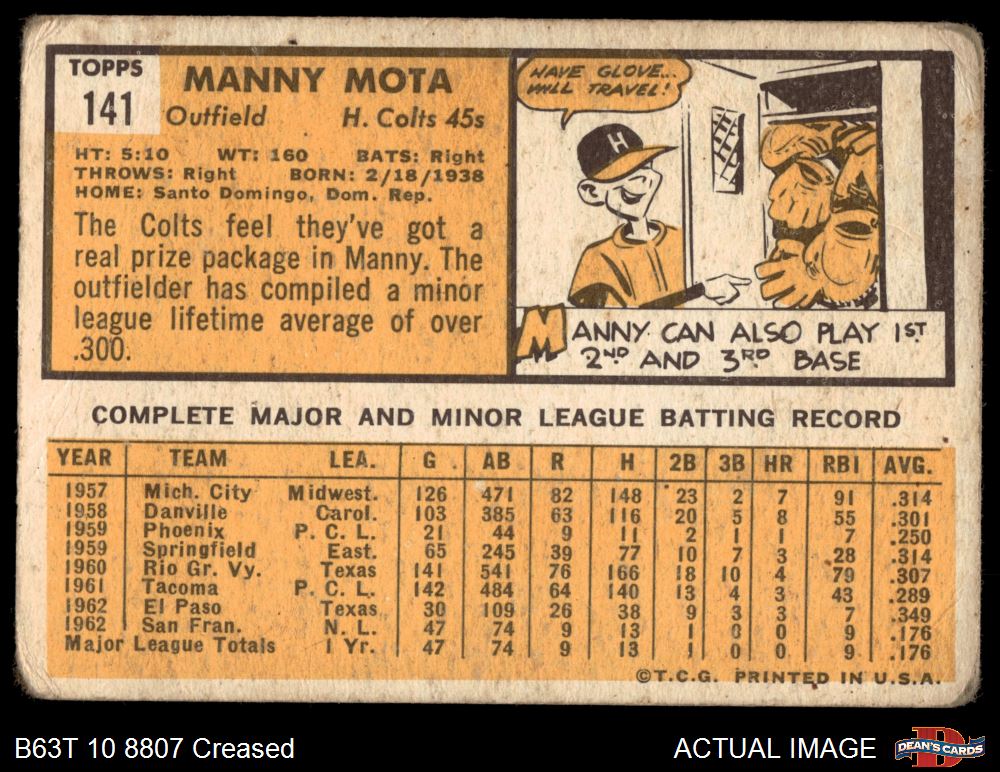 TOPPS
141
MANNY MOTA
Outfield H. Colts 45s
HT: 5:10 WT: 160 BATS: Right
THROWS: Right BORN: 2/18/1938
HOME: Santo Domingo, Dom. Rep.
The Colts feel they've got a
real prize package in Manny. The
outfielder has compiled a minor
league lifetime average of over
.300.
HAVE GLOVE...
WILL TRAVEL!
H
MANNY CAN ALSO PLAY 1ST
2ND AND 3RD BASE
COMPLETE MAJOR AND MINOR LEAGUE BATTING RECORD
YEAR TEAM LEA. G AB R H 2B 3B HR RBI AVG.
1957 Mich. City Midwest. 126 471 82 148 23 2 7 91 .314
1958 Danville Carol. 103 385 63 116 20 5 8 55 .301
1959 Phoenix P. C. L. 21 44 9 11 2 1 1 7 .250
1959 Springfield East. 65 245 39 77 10 7 3 28 .314
1960 Rio Gr. Vy. Texas 141 541 76 166 18 10 4 79 .307
1961 Tacoma P. C. L. 142 484 64 140 13 4 3 43 .289
1962 El Paso Texas 30 109 26 38 9 3 3 7 .349
1962 San Fran. N. L. 47 74 9 13 1 0 0 9 .176
Major League Totals 1 Yr. 47 74 9 13 1 0 0 9 .176
©T.C.G. PRINTED IN U.S.A.
B63T 10 8807 Creased ACTUAL IMAGE DEAN'S CARDS